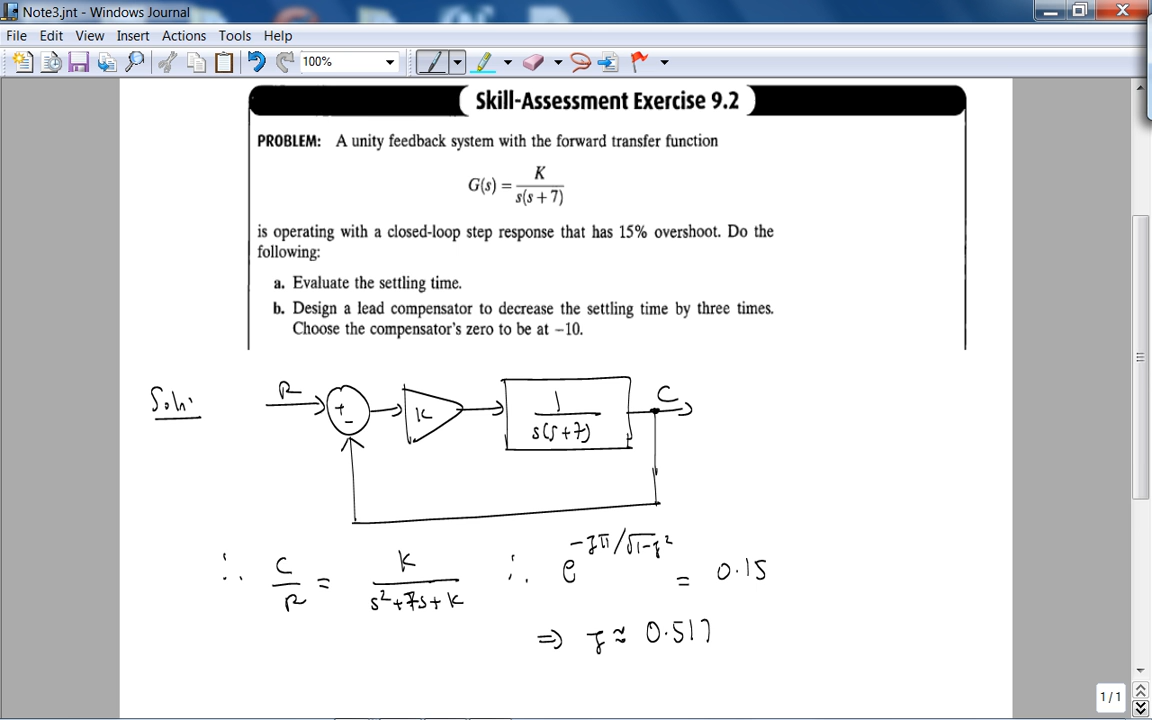 Note3.jnt - Windows Journal
File Edit View Insert Actions Tools Help
100%
Skill-Assessment Exercise 9.2
PROBLEM: A unity feedback system with the forward transfer function
G(s) = K / s(s + 7)
is operating with a closed-loop step response that has 15% overshoot. Do the
following:
a. Evaluate the settling time.
b. Design a lead compensator to decrease the settling time by three times.
Choose the compensator's zero to be at −10.
Soln:
R + - K 1 / s(s+7) C
∴ C/R = K / s²+7s+K ∴ e^(-ζπ/√1-ζ²) = 0.15
⇒ ζ ≈ 0.517
1 / 1